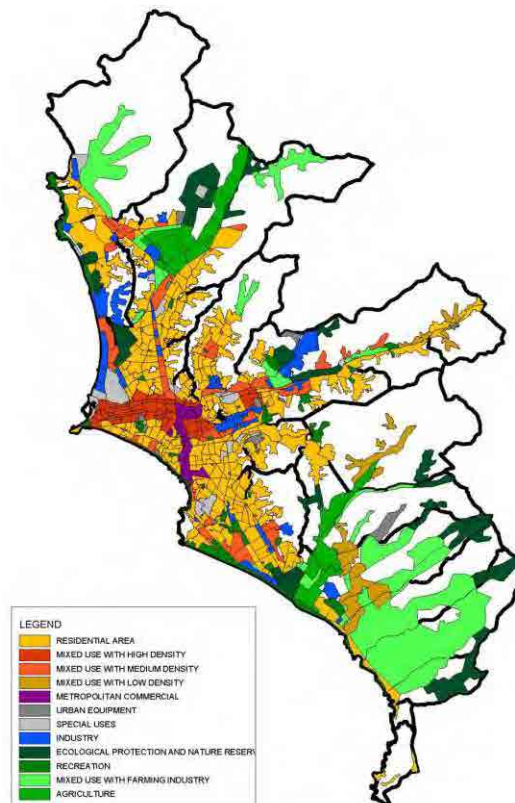 LEGEND
RESIDENTIAL AREA
MIXED USE WITH HIGH DENSITY
MIXED USE WITH MEDIUM DENSITY
MIXED USE WITH LOW DENSITY
METROPOLITAN COMMERCIAL
URBAN EQUIPMENT
SPECIAL USES
INDUSTRY
ECOLOGICAL PROTECTION AND NATURE RESERV
RECREATION
MIXED USE WITH FARMING INDUSTRY
AGRICULTURE